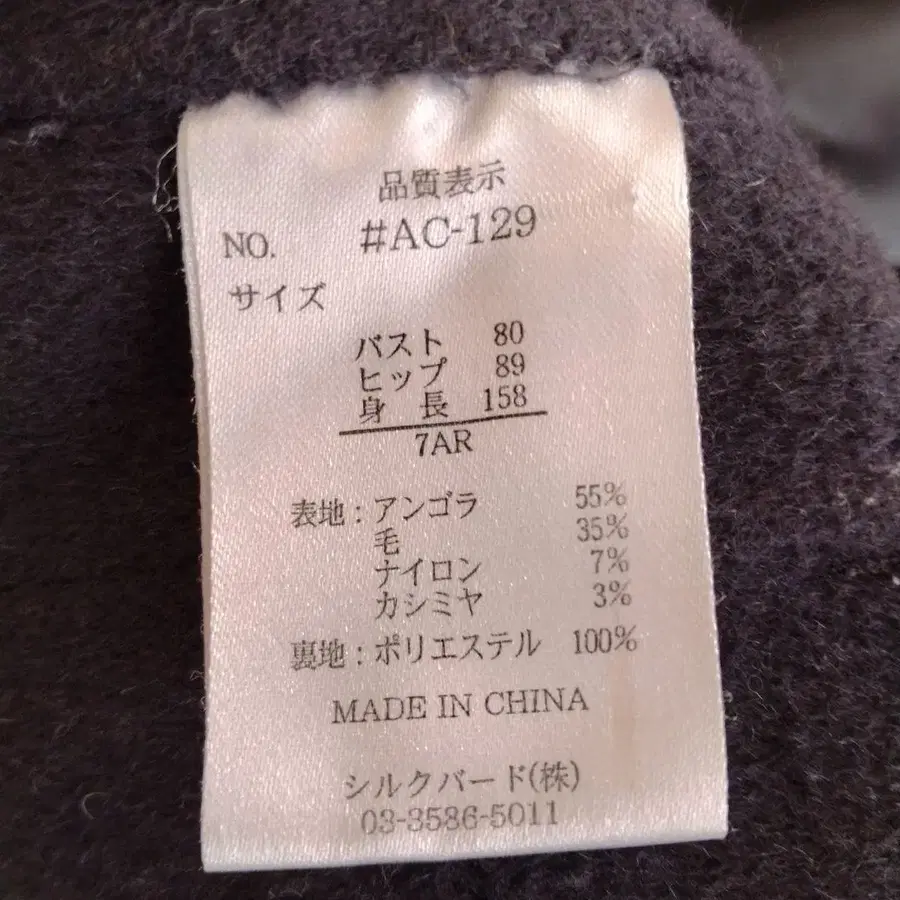 品質表示
NO. #AC-129
サイズ
バスト 80
ヒップ 89
身 長 158
7AR
表地：アンゴラ 55%
毛 35%
ナイロン 7%
カシミヤ 3%
裏地：ポリエステル 100%
MADE IN CHINA
シルクバード(株)
03-3586-5011